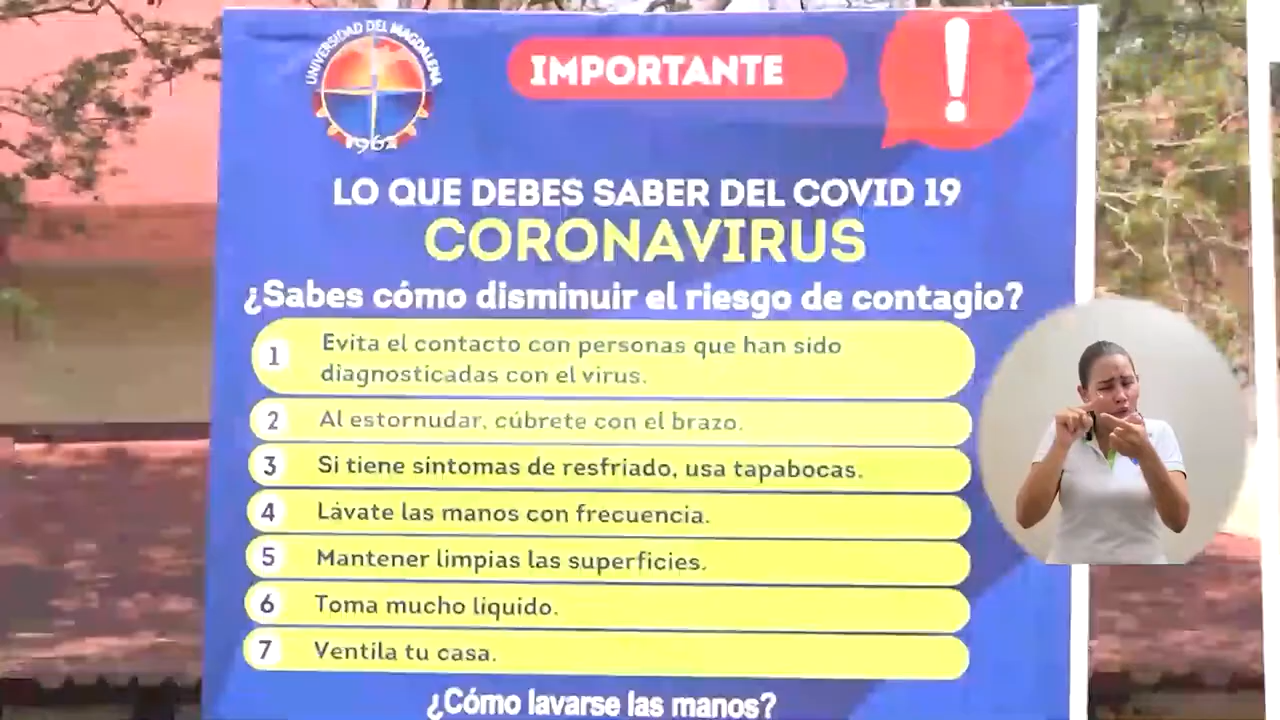 UNIVERSIDAD DEL MAGDALENA
1962
IMPORTANTE
!
LO QUE DEBES SABER DEL COVID 19
CORONAVIRUS
¿Sabes cómo disminuir el riesgo de contagio?
1 Evita el contacto con personas que han sido
diagnosticadas con el virus.
2 Al estornudar, cúbrete con el brazo.
3 Si tiene sintomas de resfriado, usa tapabocas.
4 Lávate las manos con frecuencia.
5 Mantener limpias las superficies.
6 Toma mucho liquido.
7 Ventila tu casa.
¿Cómo lavarse las manos?